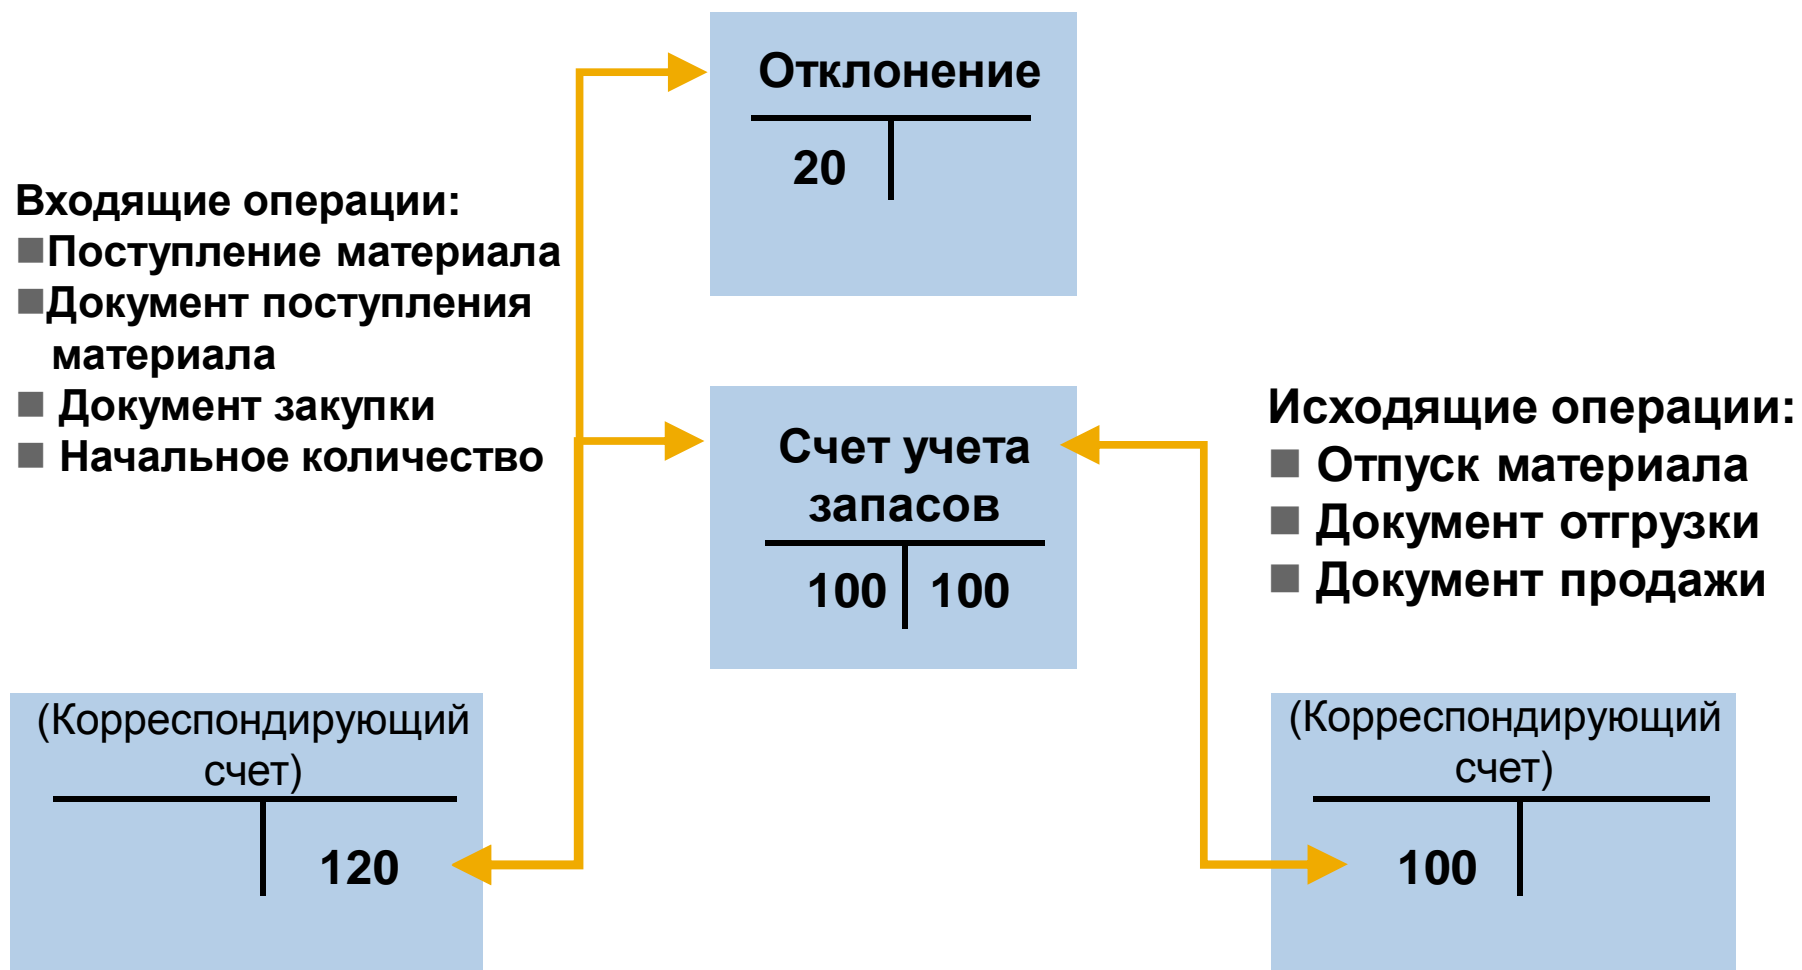 Отклонение
20
Входящие операции:
Поступление материала
Документ поступления
материала
Документ закупки
Начальное количество
Счет учета
запасов
100 100
Исходящие операции:
Отпуск материала
Документ отгрузки
Документ продажи
(Корреспондирующий
счет)
120
(Корреспондирующий
счет)
100